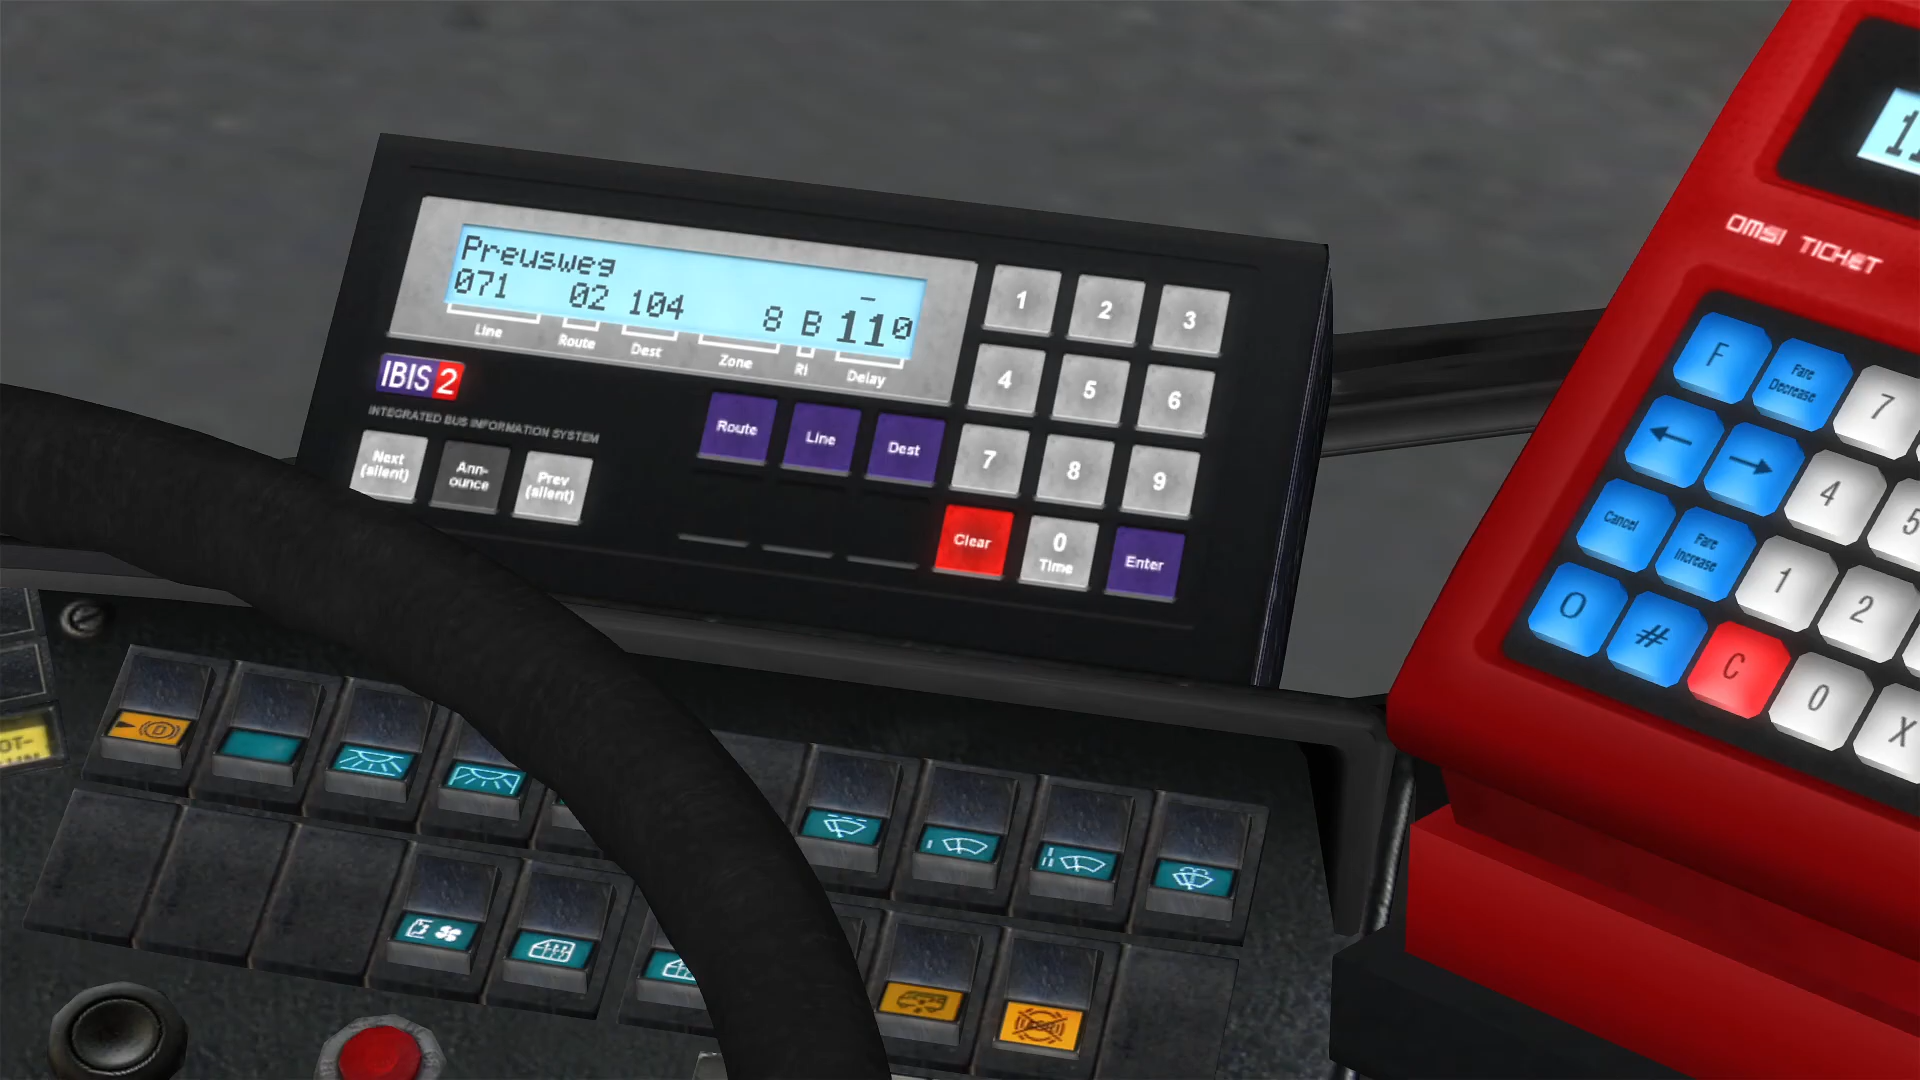 Preusweg
071 02 104 8 B 110
Line Route Dest Zone RI Delay
IBIS 2
INTEGRATED BUS INFORMATION SYSTEM
Next
(silent)
Ann-
ounce
Prev
(silent)
Route Line Dest
1 2 3
4 5 6
7 8 9
Clear
0
Time
Enter
OMSI TICKET
F
Fare
Decrease
7
← → 4 5
Cancel
Fare
Increase
1 2
O # C 0 X